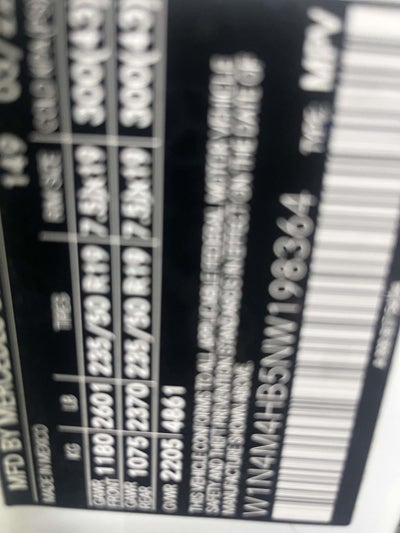 MFD BY MERCEDES
MADE IN MEXICO
KG LB TIRES RIM SIZE COLD
GAWR FRONT 1180 2601 235/50 R19 7.5Jx19 300(43)
GAWR REAR 1075 2370 235/50 R19 7.5Jx19 300(43)
GVWR 2205 4861
THIS VEHICLE CONFORMS TO ALL APPLICABLE FEDERAL MOTOR VEHICLE
SAFETY AND THEFT PREVENTION STANDARDS IN EFFECT ON THE DATE OF
MANUFACTURE SHOWN ABOVE.
W1N4M4HB5NW198364 TYPE: MPV